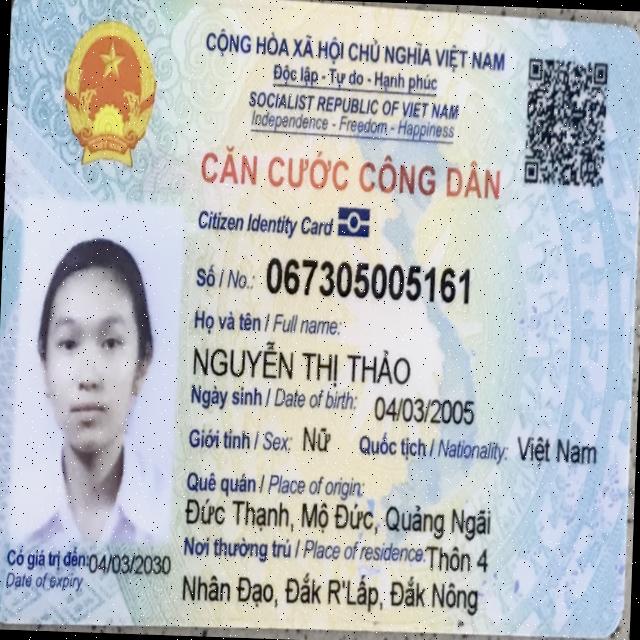 CỘNG HÒA XÃ HỘI CHỦ NGHĨA VIỆT NAM
Độc lập - Tự do - Hạnh phúc
SOCIALIST REPUBLIC OF VIET NAM
Independence - Freedom - Happiness
CĂN CƯỚC CÔNG DÂN
Citizen Identity Card
Số / No.: 067305005161
Họ và tên / Full name:
NGUYỄN THỊ THẢO
Ngày sinh / Date of birth: 04/03/2005
Giới tính / Sex: Nữ Quốc tịch / Nationality: Việt Nam
Quê quán / Place of origin:
Đức Thạnh, Mộ Đức, Quảng Ngãi
Nơi thường trú / Place of residence: Thôn 4
Nhân Đạo, Đắk R'Lấp, Đắk Nông
Có giá trị đến: 04/03/2030
Date of expiry